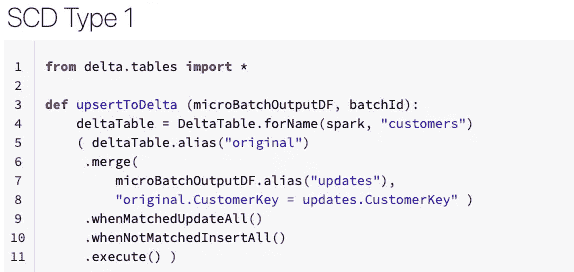 SCD Type 1
1 from delta.tables import *
2
3 def upsertToDelta (microBatchOutputDF, batchId):
4     deltaTable = DeltaTable.forName(spark, "customers")
5     ( deltaTable.alias("original")
6      .merge(
7          microBatchOutputDF.alias("updates"),
8          "original.CustomerKey = updates.CustomerKey" )
9      .whenMatchedUpdateAll()
10      .whenNotMatchedInsertAll()
11      .execute() )